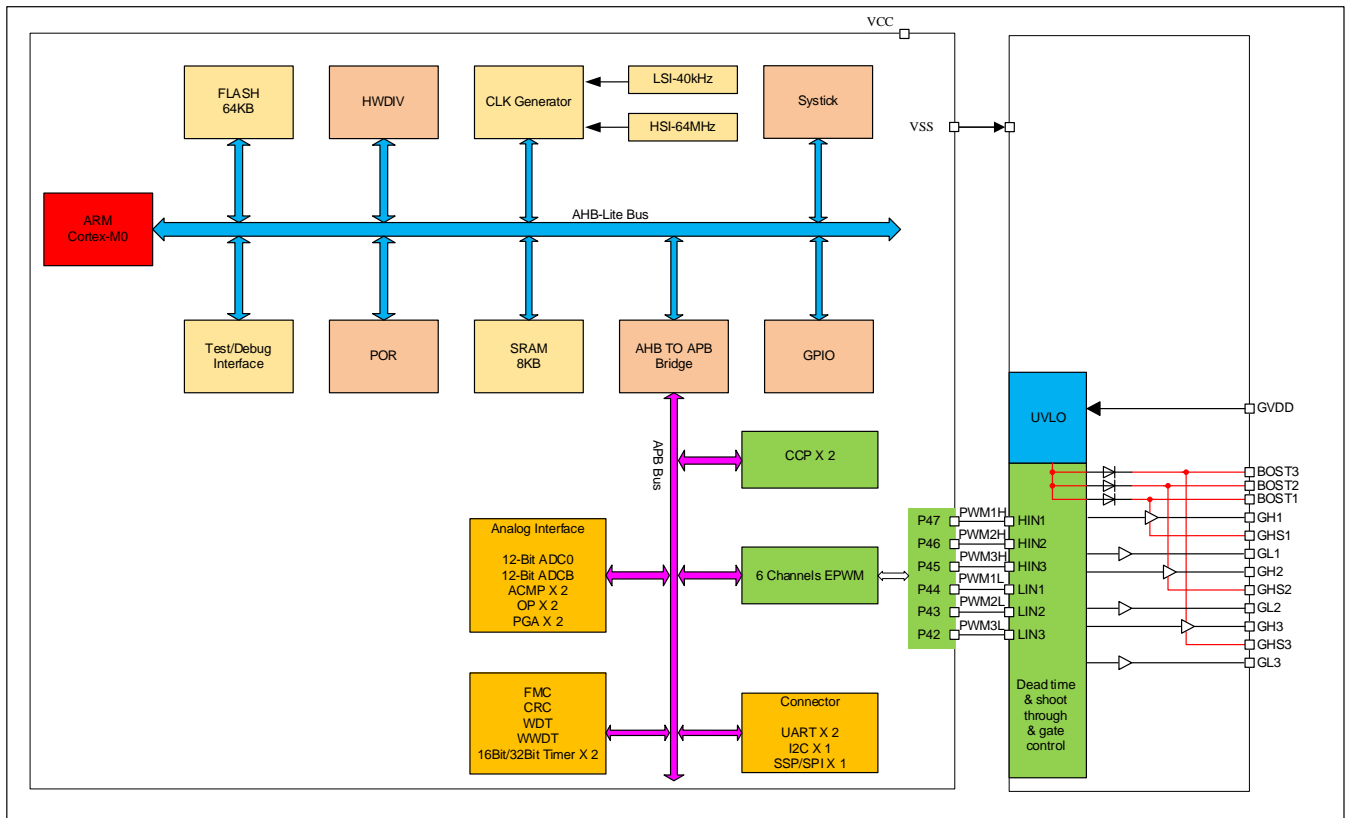 VCC
FLASH
64KB
HWDIV
CLK Generator
LSI-40kHz
HSI-64MHz
Systick
VSS
ARM
Cortex-M0
AHB-Lite Bus
Test/Debug
Interface
POR
SRAM
8KB
AHB TO APB
Bridge
GPIO
APB Bus
CCP X 2
Analog Interface
12-Bit ADC0
12-Bit ADCB
ACMP X 2
OP X 2
PGA X 2
6 Channels EPWM
FMC
CRC
WDT
WWDT
16Bit/32Bit Timer X 2
Connector
UART X 2
I2C X 1
SSP/SPI X 1
P47
P46
P45
P44
P43
P42
PWM1H
PWM2H
PWM3H
PWM1L
PWM2L
PWM3L
HIN1
HIN2
HIN3
LIN1
LIN2
LIN3
UVLO
Dead time
& shoot
through
& gate
control
GVDD
BOST3
BOST2
BOST1
GH1
GHS1
GL1
GH2
GHS2
GL2
GH3
GHS3
GL3